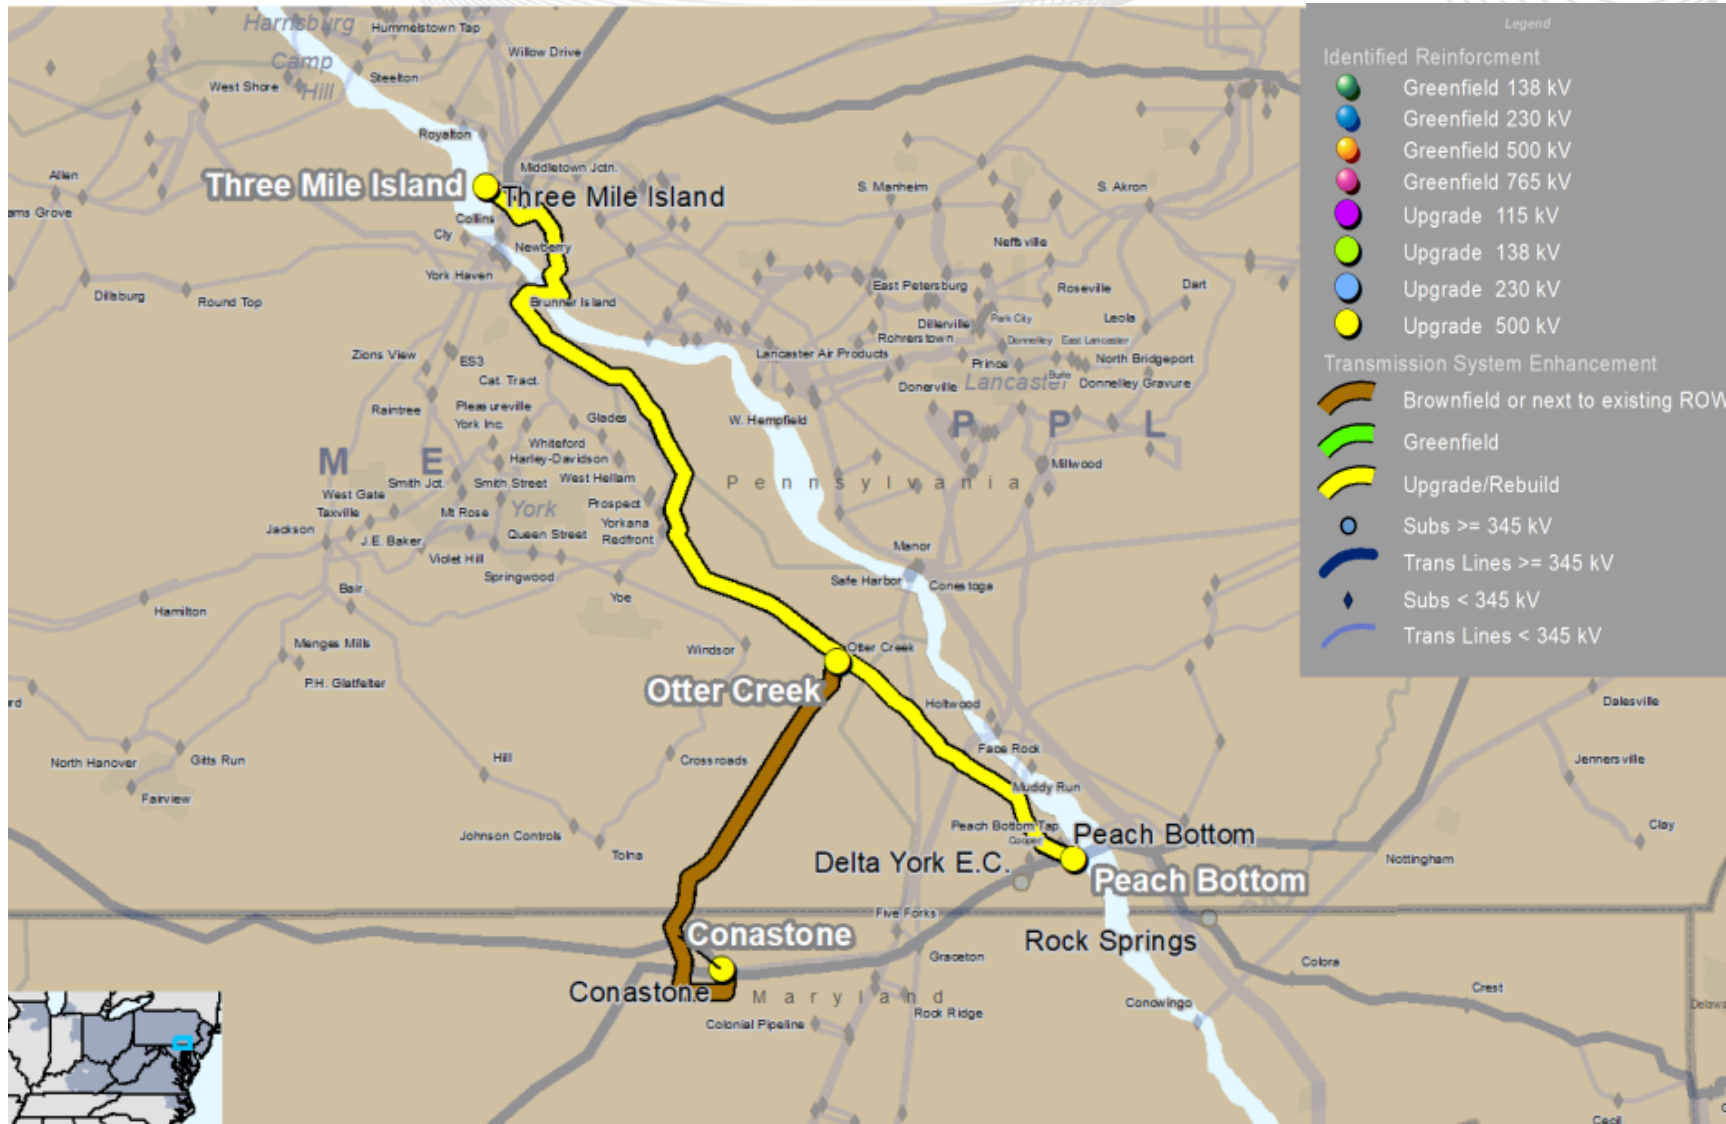 Harrisburg
Hummelstown Tap
Willow Drive
Camp
Hill
Steelton
West Shore
Royalton
Middletown Jctn.
Allen
Three Mile Island
Three Mile Island
S. Manheim
S. Akron
ams Grove
Collins
Cly
Newberry
Neffsville
York Haven
East Petersburg
Roseville
Dart
Dillsburg
Round Top
Brunner Island
Park City
Leola
Dillerville
Rohrerstown
Donnelley
East Lancaster
Zions View
ES3
Lancaster Air Products
Prince
North Bridgeport
Cat. Tract.
Donerville
Lancaster
Burle
Donnelley Gravure
Raintree
Pleasureville
York Inc.
Glades
W. Hempfield
P P L
Whiteford
Harley-Davidson
M E
Millwood
Smith Jct.
Smith Street
West Hellam
Pennsylvania
West Gate
Taxville
Mt Rose
York
Prospect
Yorkana
Jackson
J.E. Baker
Queen Street
Redfront
Violet Hill
Manor
Springwood
Safe Harbor
Conestoga
Bair
Yoe
Hamilton
Menges Mills
Windsor
Otter Creek
P.H. Glatfelter
Otter Creek
rd
Holtwood
Dalesville
North Hanover
Gitts Run
Hill
Crossroads
Face Rock
Jennersville
Fairview
Muddy Run
Johnson Controls
Peach Bottom Tap
Peach Bottom
Cooper
Clay
Tolna
Delta York E.C.
Nottingham
Peach Bottom
Five Forks
Conastone
Rock Springs
Graceton
Colora
Conastone
Maryland
Crest
Conowingo
Delawa
Rock Ridge
Colonial Pipeline
Cecil
Legend
Identified Reinforcment
Greenfield 138 kV
Greenfield 230 kV
Greenfield 500 kV
Greenfield 765 kV
Upgrade 115 kV
Upgrade 138 kV
Upgrade 230 kV
Upgrade 500 kV
Transmission System Enhancement
Brownfield or next to existing ROW
Greenfield
Upgrade/Rebuild
Subs >= 345 kV
Trans Lines >= 345 kV
Subs < 345 kV
Trans Lines < 345 kV